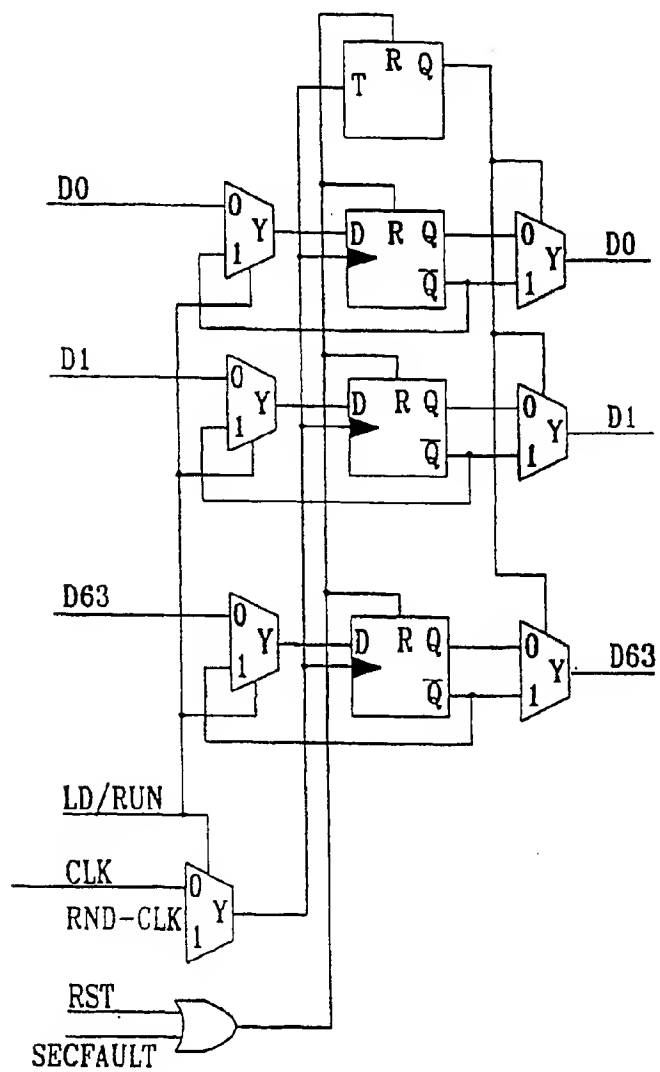 R Q
T
D0
0
Y
1
D R Q
Q̅
0
Y
1
D0
D1
0
Y
1
D R Q
Q̅
0
Y
1
D1
D63
0
Y
1
D R Q
Q̅
0
Y
1
D63
LD/RUN
CLK
0
Y
RND-CLK
1
RST
SECFAULT